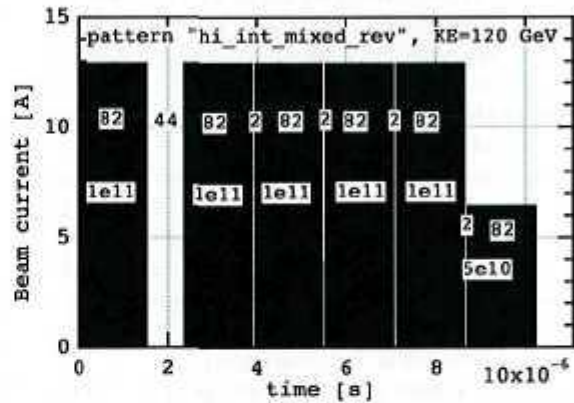 15
pattern "hi_int_mixed_rev", KE=120 GeV
Beam current [A]
82 44 82 2 82 2 82 2 82
10
1e11 1e11 1e11 1e11 1e11
5
2 82
5e10
0
0 2 4 6 8 10x10⁻⁶
time [s]